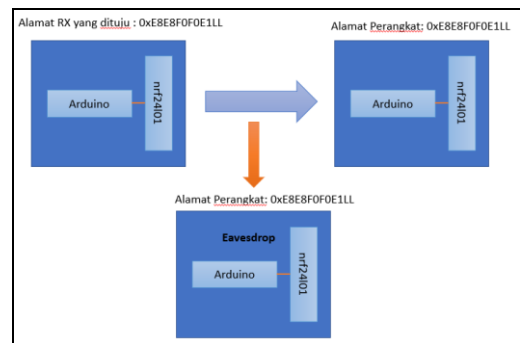 Alamat RX yang dituju : 0xE8E8F0F0E1LL
Alamat Perangkat: 0xE8E8F0F0E1LL
Arduino
nrf24l01
Arduino
nrf24l01
Alamat Perangkat: 0xE8E8F0F0E1LL
Eavesdrop
Arduino
nrf24l01